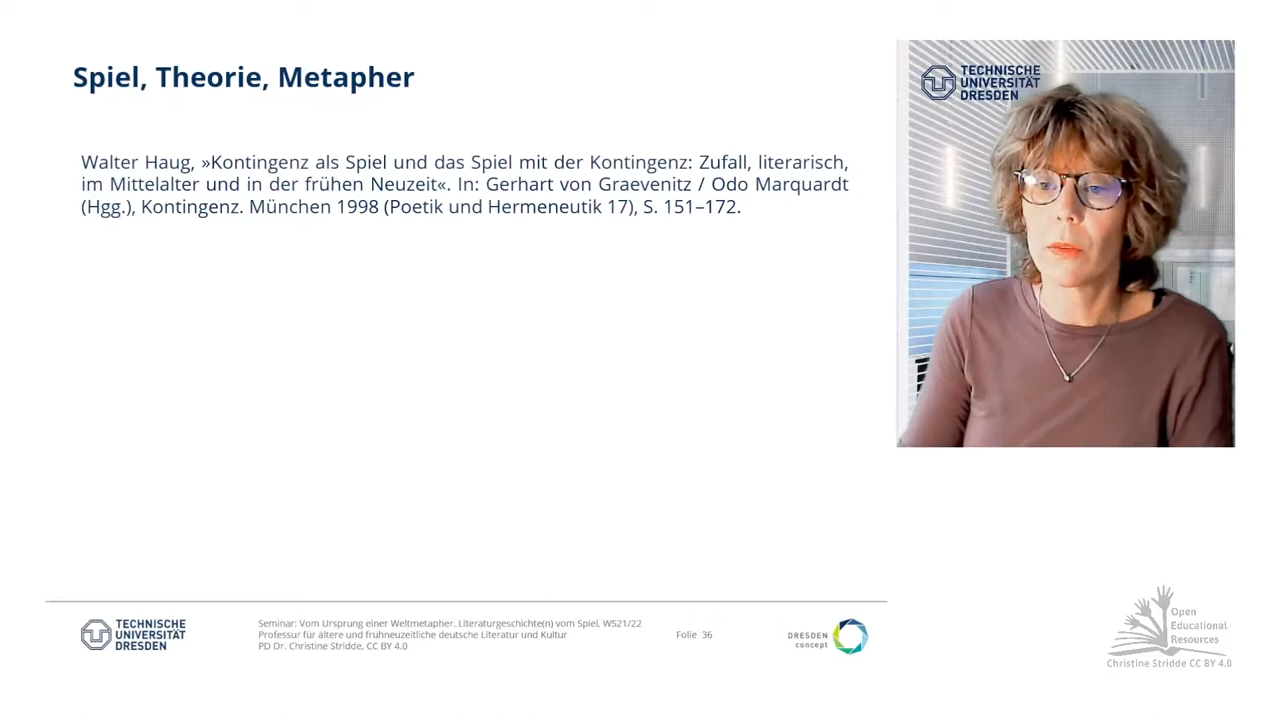 Spiel, Theorie, Metapher
Walter Haug, »Kontingenz als Spiel und das Spiel mit der Kontingenz: Zufall, literarisch,
im Mittelalter und in der frühen Neuzeit«. In: Gerhart von Graevenitz / Odo Marquardt
(Hgg.), Kontingenz. München 1998 (Poetik und Hermeneutik 17), S. 151–172.
TECHNISCHE
UNIVERSITÄT
DRESDEN
TECHNISCHE
UNIVERSITÄT
DRESDEN
Seminar: Vom Ursprung einer Weltmetapher. Literaturgeschichte(n) vom Spiel, WS21/22
Professur für ältere und frühneuzeitliche deutsche Literatur und Kultur
PD Dr. Christine Stridde, CC BY 4.0
Folie 36
DRESDEN
concept
Open
Educational
Resources
Christine Stridde CC BY 4.0